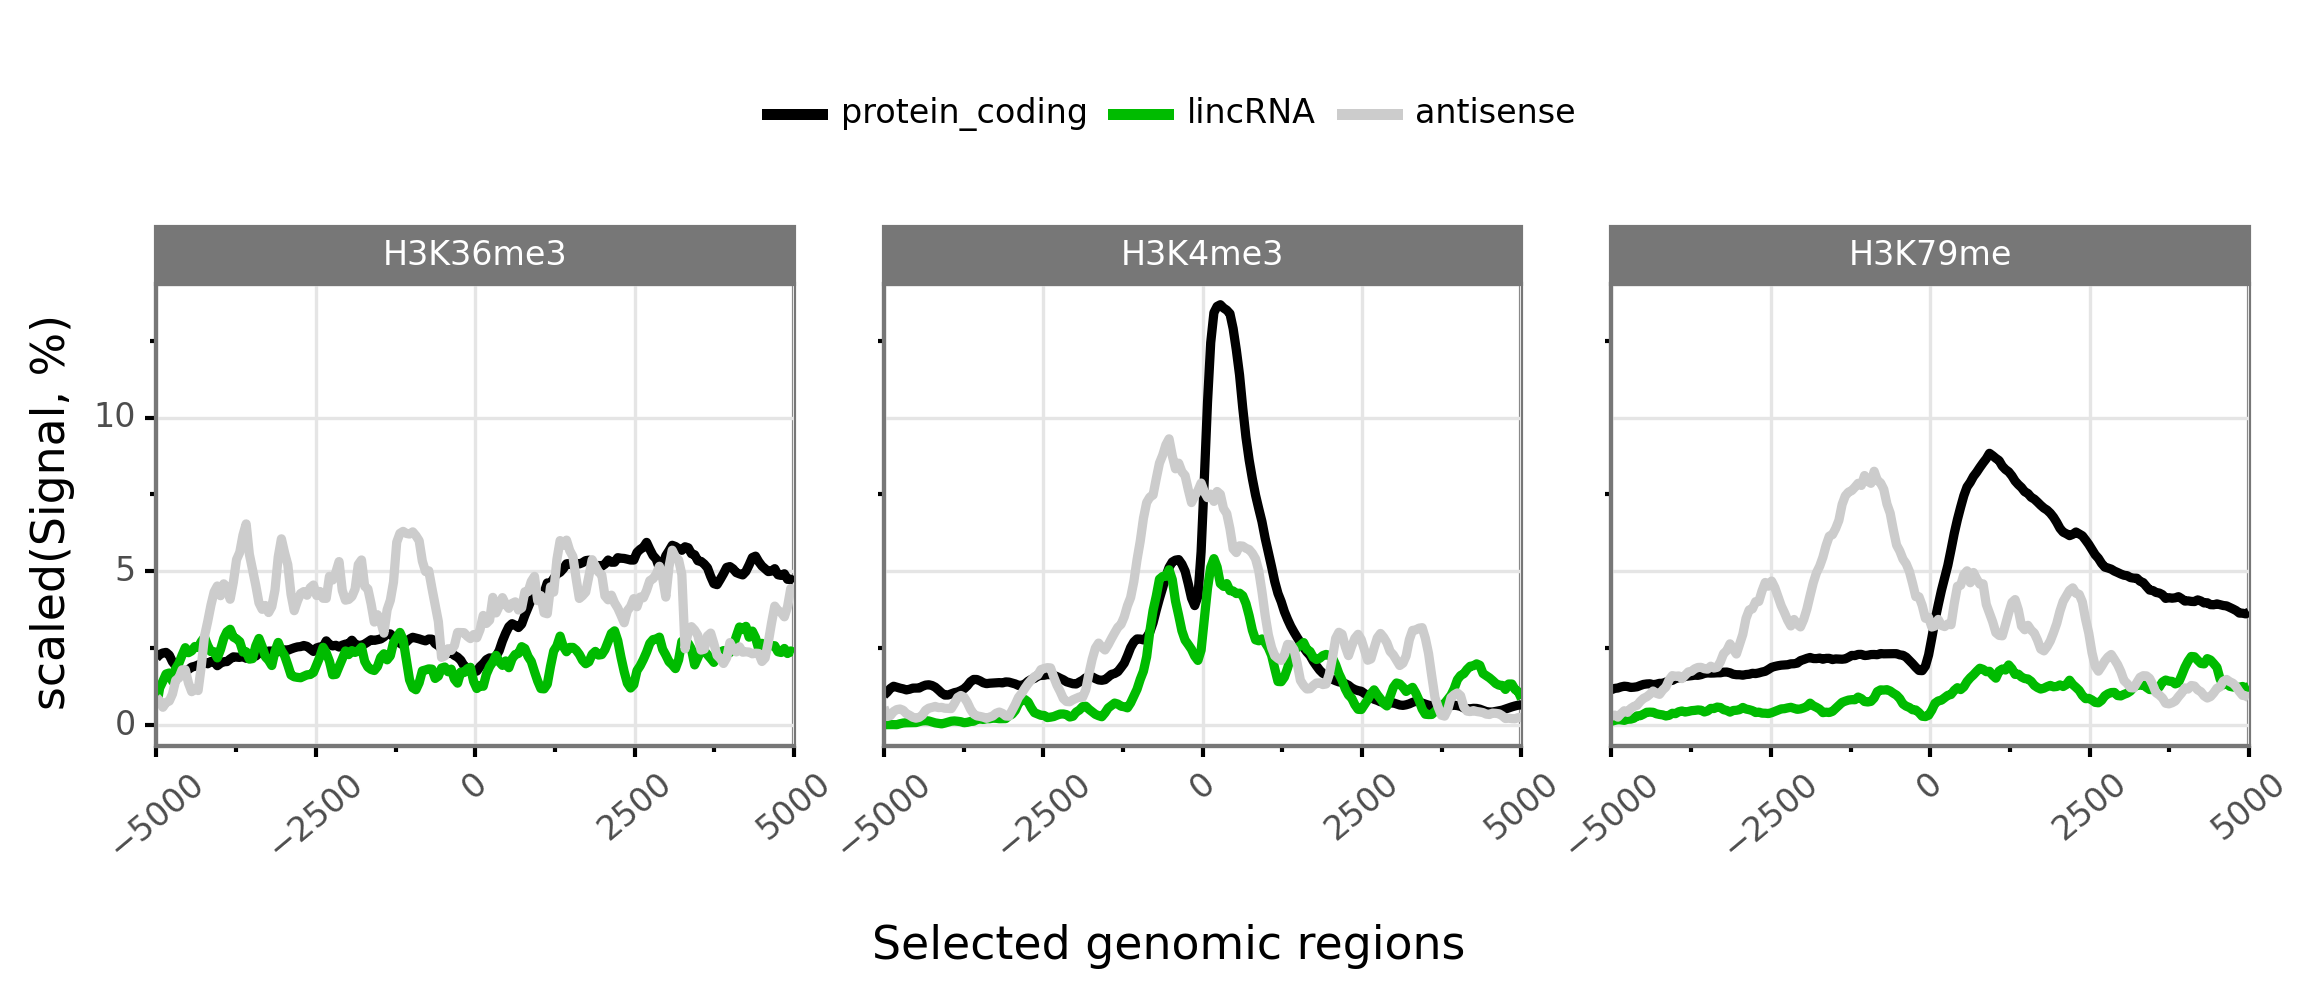 protein_coding lincRNA antisense
H3K36me3 H3K4me3 H3K79me
scaled(Signal, %)
10
5
0
−5000 −2500 0 2500 5000 −5000 −2500 0 2500 5000 −5000 −2500 0 2500 5000
Selected genomic regions